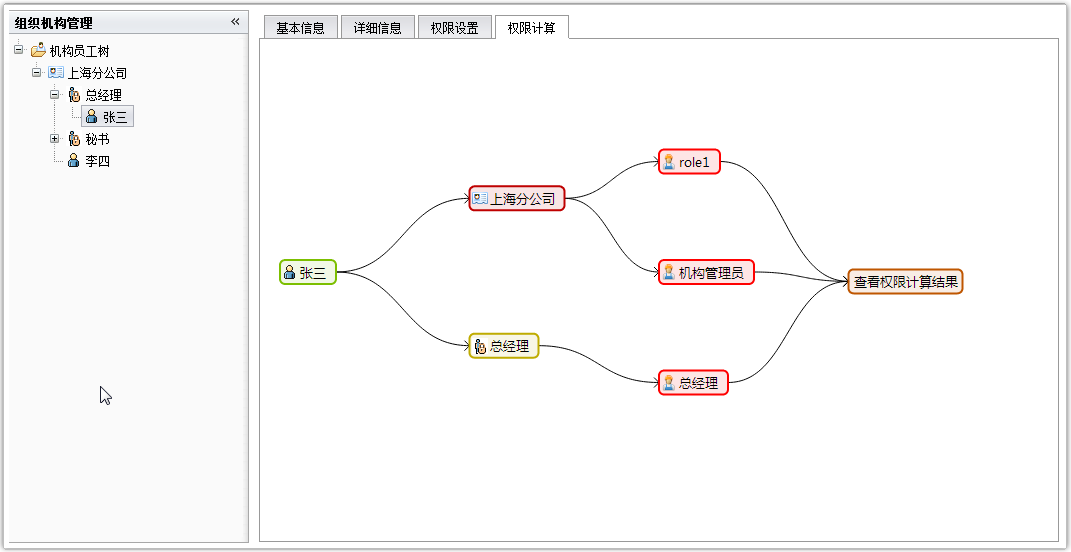 组织机构管理
机构员工树
上海分公司
总经理
张三
秘书
李四
基本信息
详细信息
权限设置
权限计算
张三
上海分公司
总经理
role1
机构管理员
总经理
查看权限计算结果